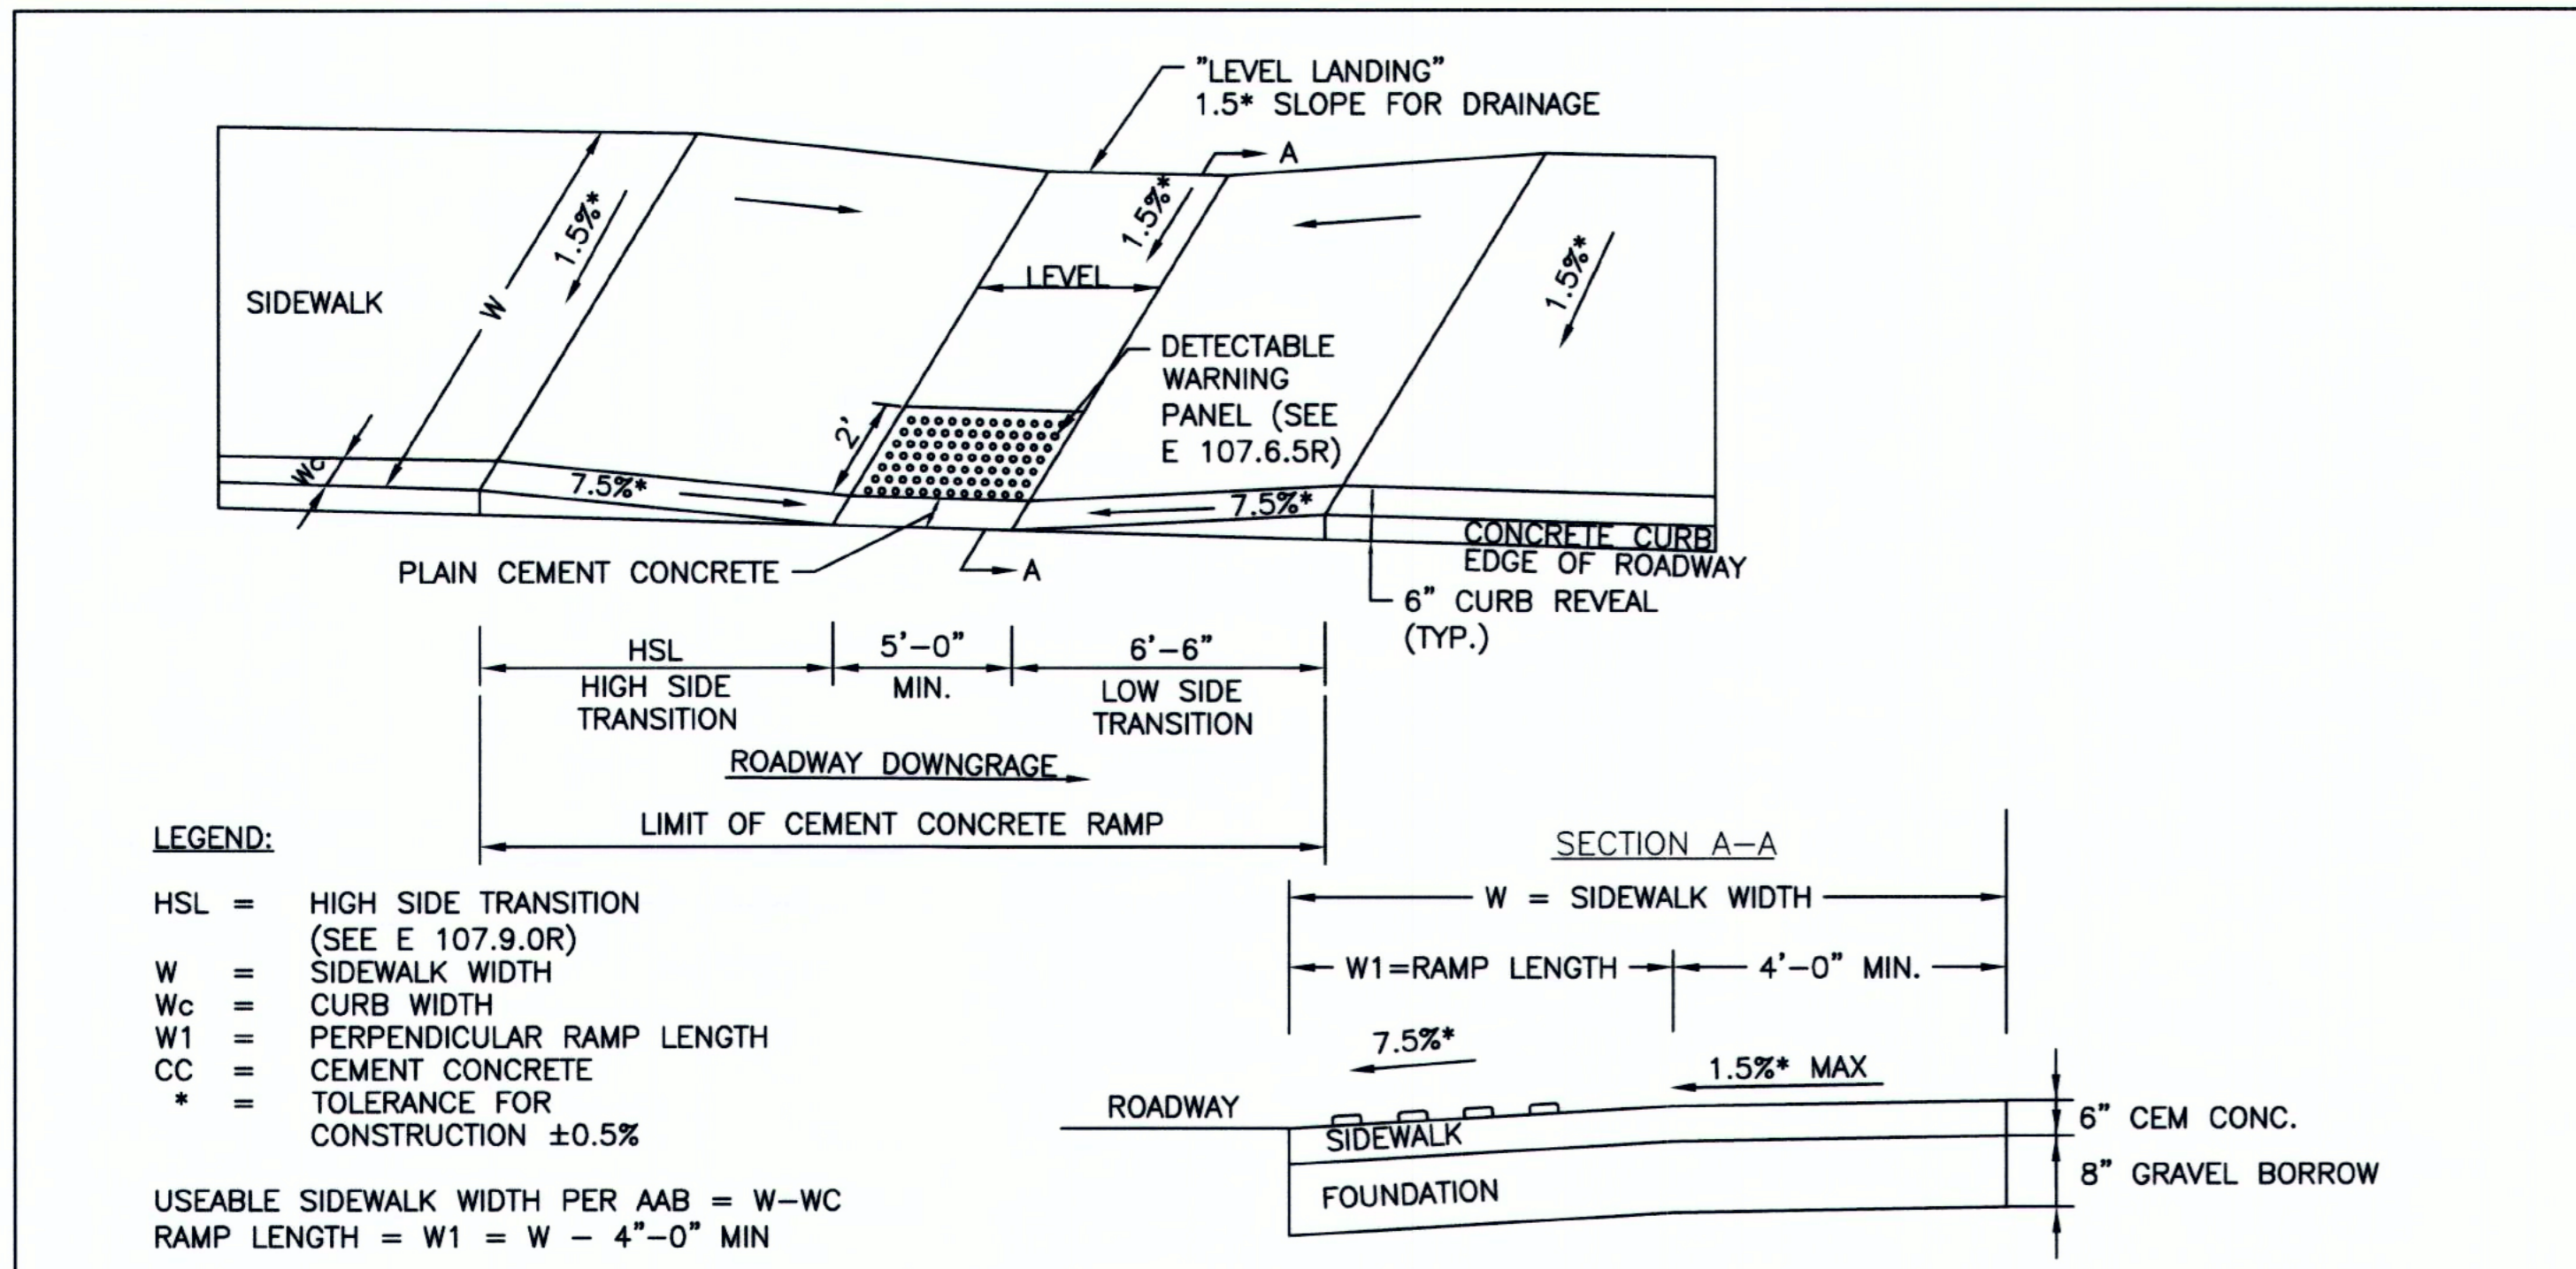 "LEVEL LANDING"
1.5* SLOPE FOR DRAINAGE
A
1.5%*
1.5%*
1.5%*
LEVEL
W
SIDEWALK
DETECTABLE
WARNING
PANEL (SEE
E 107.6.5R)
2'
Wc
7.5%*
7.5%*
CONCRETE CURB
EDGE OF ROADWAY
PLAIN CEMENT CONCRETE
A
6" CURB REVEAL
(TYP.)
HSL
HIGH SIDE
TRANSITION
5'-0"
MIN.
6'-6"
LOW SIDE
TRANSITION
ROADWAY DOWNGRAGE
LIMIT OF CEMENT CONCRETE RAMP
LEGEND:
HSL = HIGH SIDE TRANSITION
(SEE E 107.9.0R)
W = SIDEWALK WIDTH
Wc = CURB WIDTH
W1 = PERPENDICULAR RAMP LENGTH
CC = CEMENT CONCRETE
* = TOLERANCE FOR
CONSTRUCTION ±0.5%
USEABLE SIDEWALK WIDTH PER AAB = W-WC
RAMP LENGTH = W1 = W - 4"-0" MIN
SECTION A-A
W = SIDEWALK WIDTH
W1=RAMP LENGTH
4'-0" MIN.
7.5%*
1.5%* MAX
ROADWAY
SIDEWALK
FOUNDATION
6" CEM CONC.
8" GRAVEL BORROW